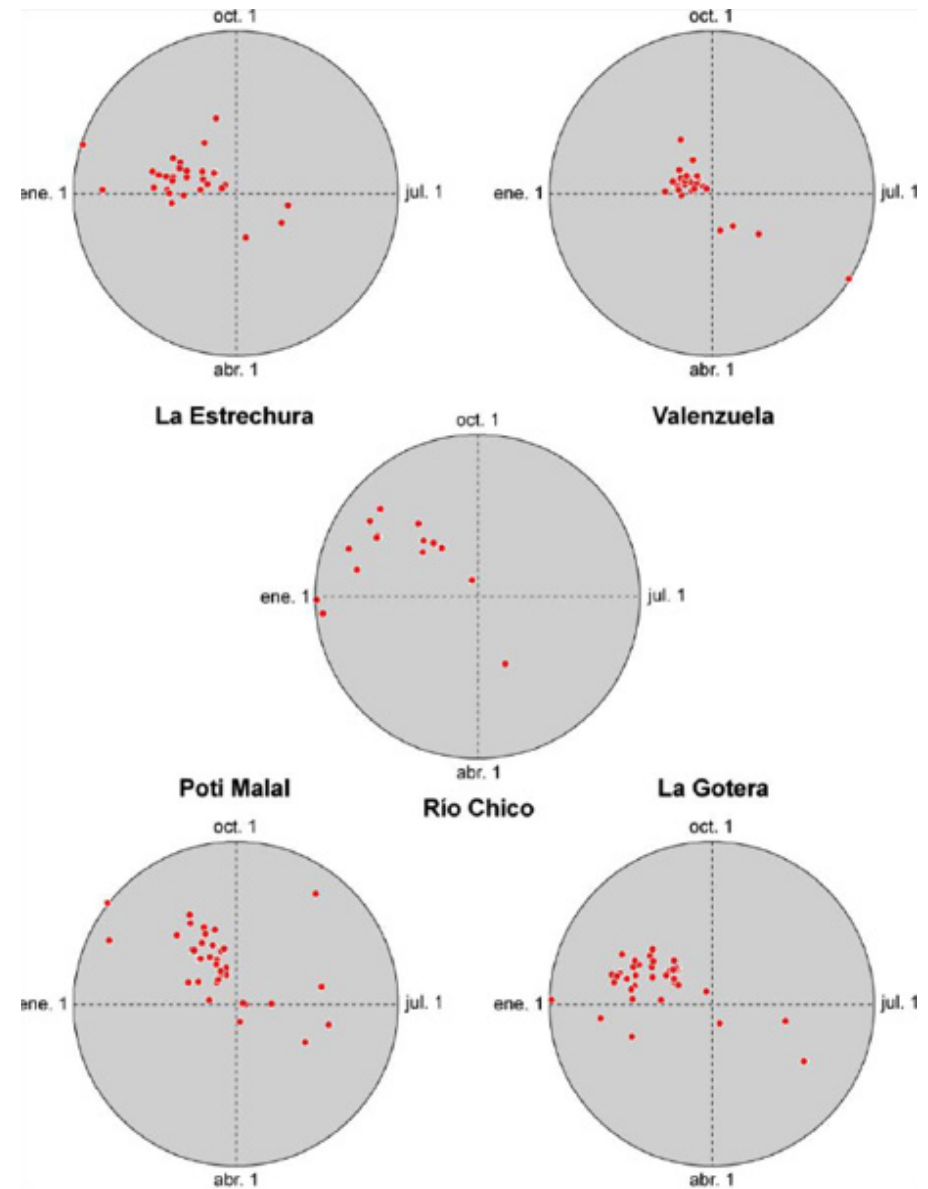 oct. 1
oct. 1
ene. 1
jul. 1
ene. 1
jul. 1
abr. 1
abr. 1
La Estrechura
Valenzuela
oct. 1
ene. 1
jul. 1
abr. 1
Poti Malal
La Gotera
Río Chico
oct. 1
oct. 1
ene. 1
jul. 1
ene. 1
jul. 1
abr. 1
abr. 1